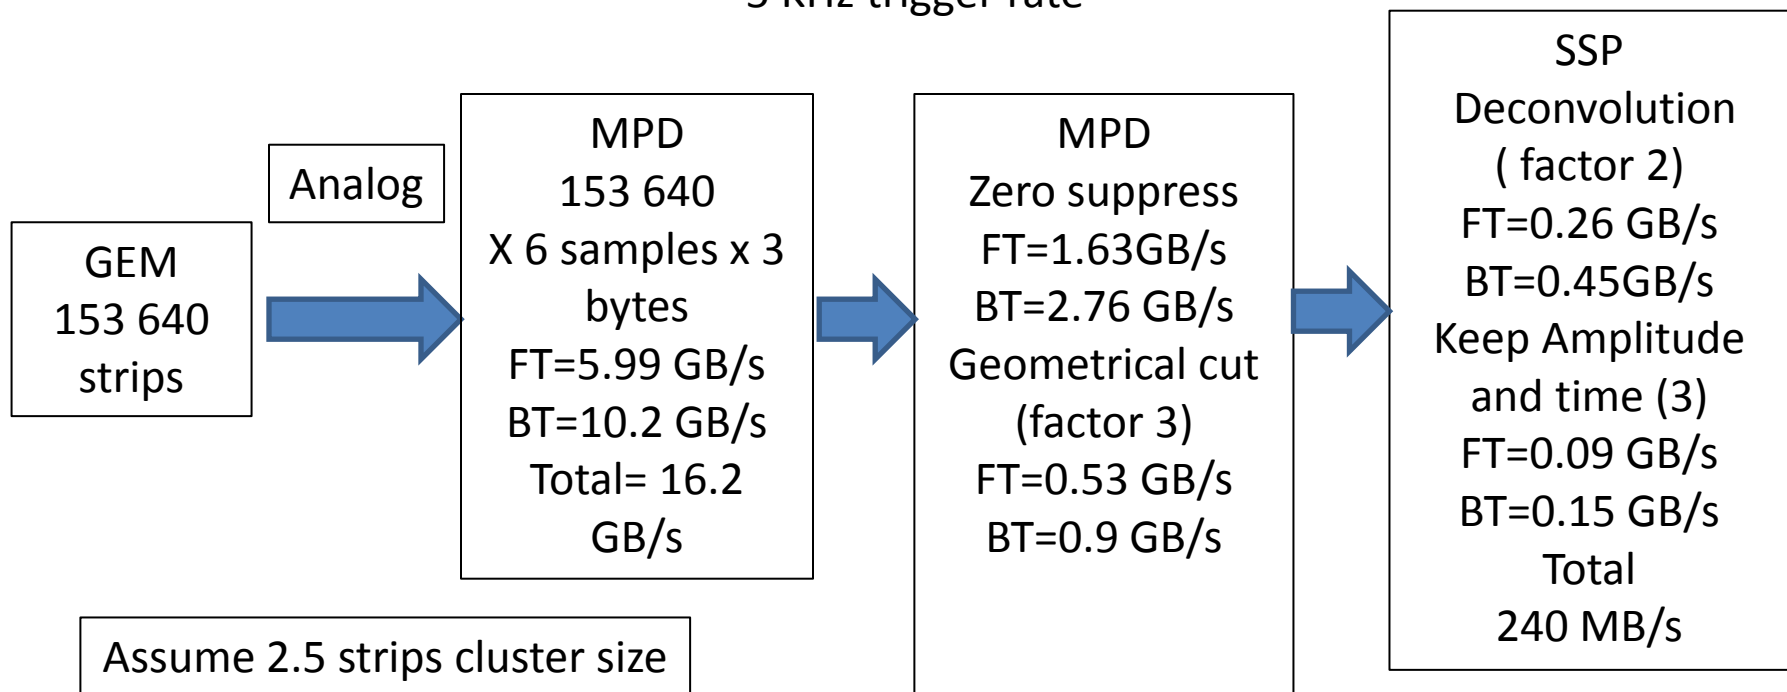 GEM
153 640
strips
Analog
MPD
153 640
X 6 samples x 3
bytes
FT=5.99 GB/s
BT=10.2 GB/s
Total= 16.2
GB/s
MPD
Zero suppress
FT=1.63GB/s
BT=2.76 GB/s
Geometrical cut
(factor 3)
FT=0.53 GB/s
BT=0.9 GB/s
SSP
Deconvolution
( factor 2)
FT=0.26 GB/s
BT=0.45GB/s
Keep Amplitude
and time (3)
FT=0.09 GB/s
BT=0.15 GB/s
Total
240 MB/s
Assume 2.5 strips cluster size